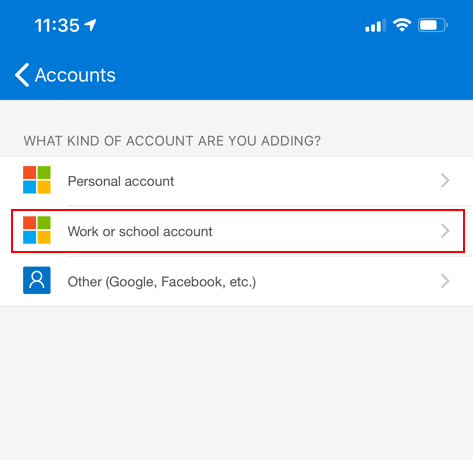 11:35
Accounts
WHAT KIND OF ACCOUNT ARE YOU ADDING?
Personal account
Work or school account
Other (Google, Facebook, etc.)